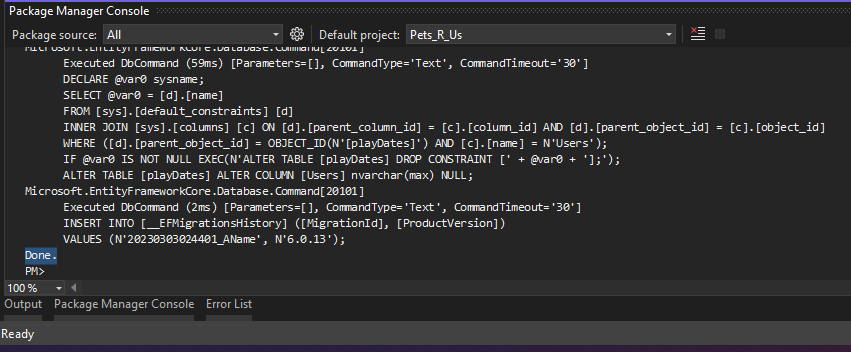 Package Manager Console
Package source: All Default project: Pets_R_Us
Microsoft.EntityFrameworkCore.Database.Command[20101]
Executed DbCommand (59ms) [Parameters=[], CommandType='Text', CommandTimeout='30']
DECLARE @var0 sysname;
SELECT @var0 = [d].[name]
FROM [sys].[default_constraints] [d]
INNER JOIN [sys].[columns] [c] ON [d].[parent_column_id] = [c].[column_id] AND [d].[parent_object_id] = [c].[object_id]
WHERE ([d].[parent_object_id] = OBJECT_ID(N'[playDates]') AND [c].[name] = N'Users');
IF @var0 IS NOT NULL EXEC(N'ALTER TABLE [playDates] DROP CONSTRAINT [' + @var0 + '];');
ALTER TABLE [playDates] ALTER COLUMN [Users] nvarchar(max) NULL;
Microsoft.EntityFrameworkCore.Database.Command[20101]
Executed DbCommand (2ms) [Parameters=[], CommandType='Text', CommandTimeout='30']
INSERT INTO [__EFMigrationsHistory] ([MigrationId], [ProductVersion])
VALUES (N'20230303024401_AName', N'6.0.13');
Done.
PM>
100 %
Output Package Manager Console Error List
Ready